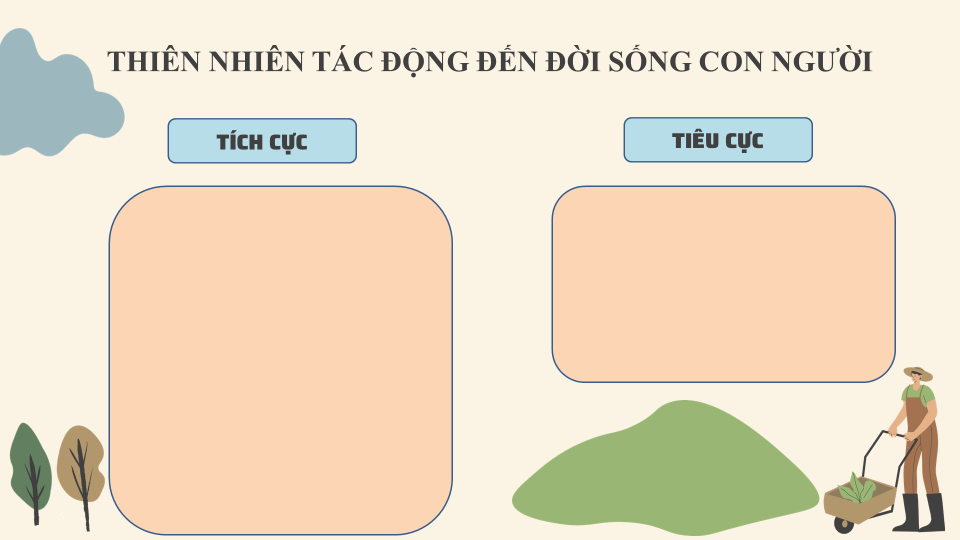 THIÊN NHIÊN TÁC ĐỘNG ĐẾN ĐỜI SỐNG CON NGƯỜI
TÍCH CỰC
TIÊU CỰC